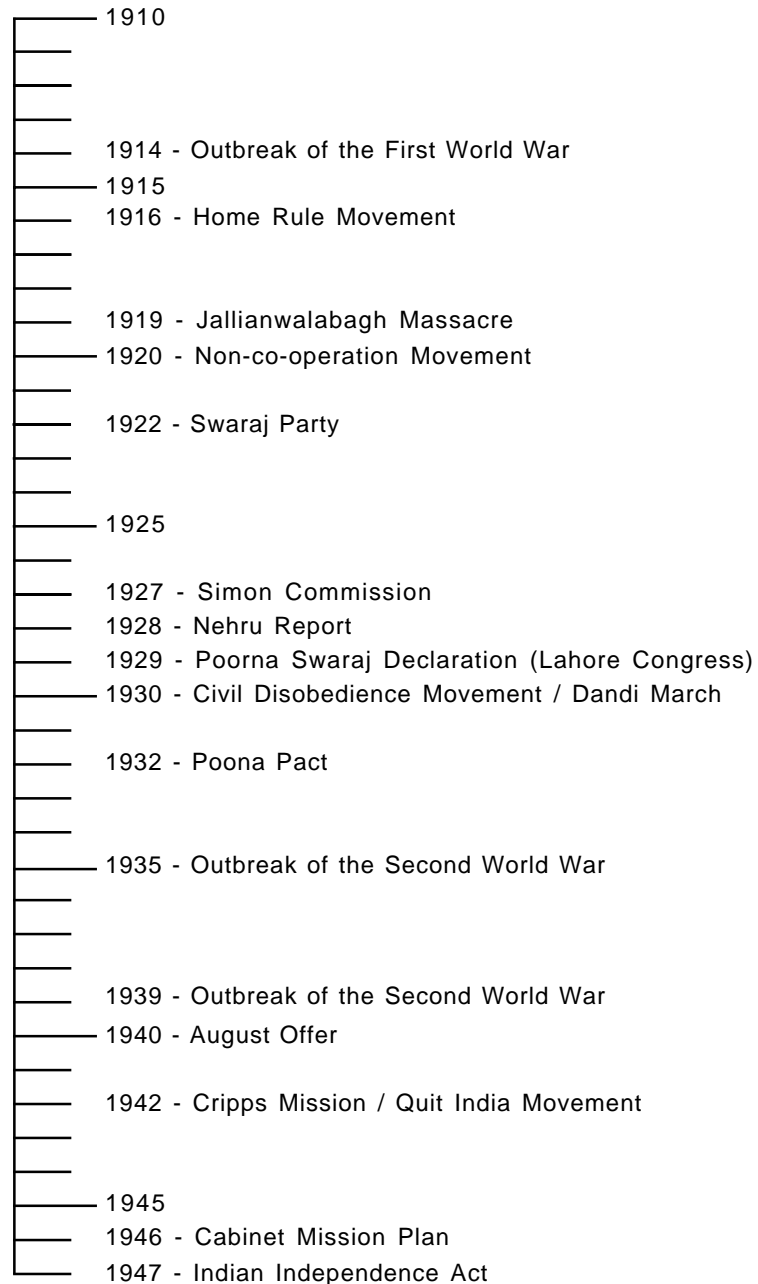 1910
1914 - Outbreak of the First World War
1915
1916 - Home Rule Movement
1919 - Jallianwalabagh Massacre
1920 - Non-co-operation Movement
1922 - Swaraj Party
1925
1927 - Simon Commission
1928 - Nehru Report
1929 - Poorna Swaraj Declaration (Lahore Congress)
1930 - Civil Disobedience Movement / Dandi March
1932 - Poona Pact
1935 - Outbreak of the Second World War
1939 - Outbreak of the Second World War
1940 - August Offer
1942 - Cripps Mission / Quit India Movement
1945
1946 - Cabinet Mission Plan
1947 - Indian Independence Act